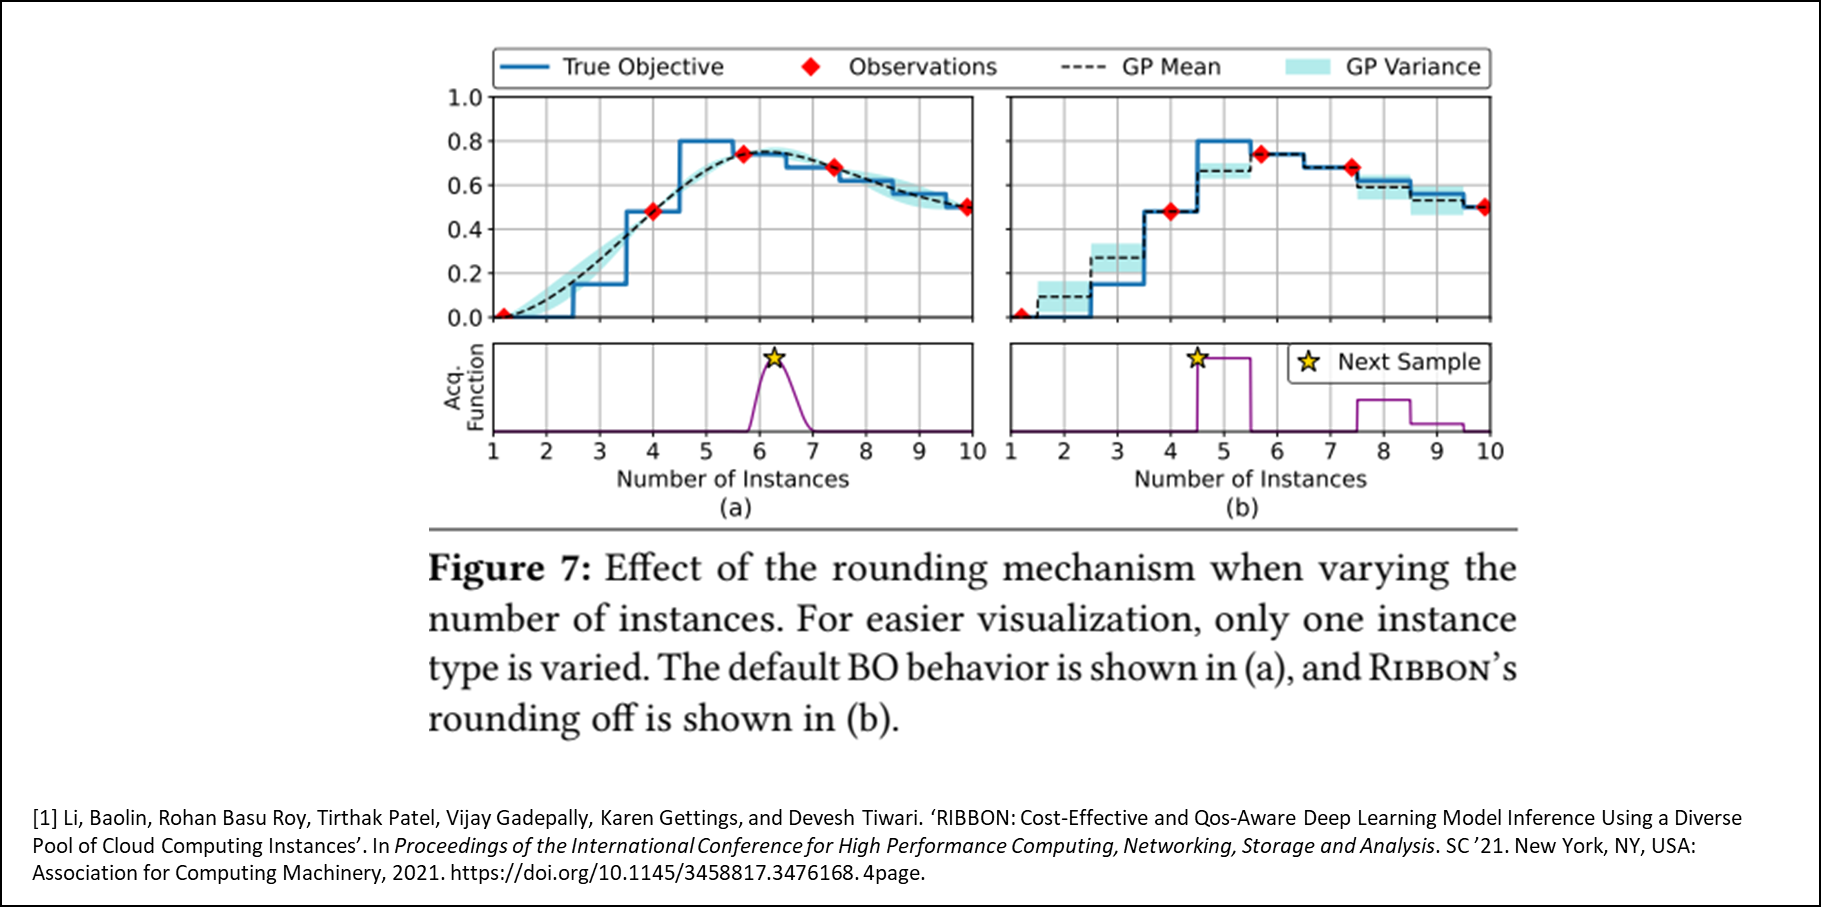 True Objective Observations GP Mean GP Variance
1.0
0.8
0.6
0.4
0.2
0.0
Acq.
Function
Next Sample
1 2 3 4 5 6 7 8 9 10
1 2 3 4 5 6 7 8 9 10
Number of Instances
Number of Instances
(a)
(b)
Figure 7: Effect of the rounding mechanism when varying the
number of instances. For easier visualization, only one instance
type is varied. The default BO behavior is shown in (a), and RIBBON's
rounding off is shown in (b).
[1] Li, Baolin, Rohan Basu Roy, Tirthak Patel, Vijay Gadepally, Karen Gettings, and Devesh Tiwari. ‘RIBBON: Cost-Effective and Qos-Aware Deep Learning Model Inference Using a Diverse
Pool of Cloud Computing Instances’. In Proceedings of the International Conference for High Performance Computing, Networking, Storage and Analysis. SC ’21. New York, NY, USA:
Association for Computing Machinery, 2021. https://doi.org/10.1145/3458817.3476168. 4page.